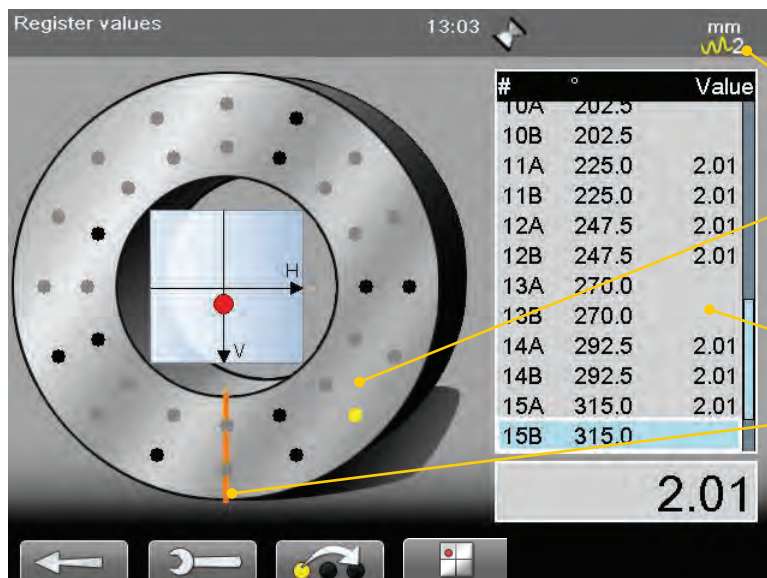 Register values 13:03 mm
2
# ° Value
10A 202.5
10B 202.5
11A 225.0 2.01
11B 225.0 2.01
12A 247.5 2.01
12B 247.5 2.01
13A 270.0
13B 270.0
14A 292.5 2.01
14B 292.5 2.01
15A 315.0 2.01
15B 315.0
H
V
2.01